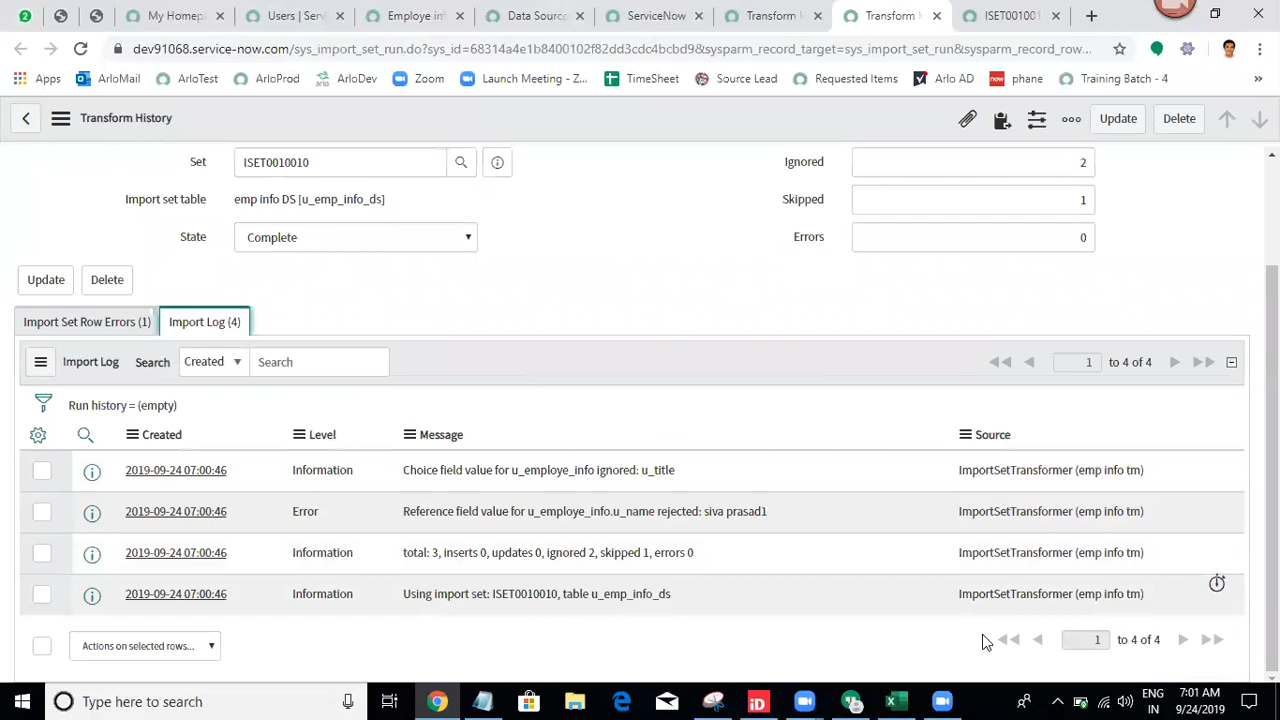 My Homep
Users | Serv
Employe inf
Data Source
ServiceNow
Transform H
Transform H
ISET001001
dev91068.service-now.com/sys_import_set_run.do?sys_id=68314a4e1b8400102f82dd3cdc4bcbd9&sysparm_record_target=sys_import_set_run&sysparm_record_row...
Apps
ArloMail
ArloTest
ArloProd
ArloDev
Zoom
Launch Meeting - Z...
TimeSheet
Source Lead
Requested Items
Arlo AD
now phane
Training Batch - 4
Transform History
Update
Delete
Set ISET0010010
Ignored 2
Import set table emp info DS [u_emp_info_ds]
Skipped 1
State Complete
Errors 0
Update Delete
Import Set Row Errors (1) Import Log (4)
Import Log Search Created Search 1 to 4 of 4
Run history = (empty)
Created Level Message Source
2019-09-24 07:00:46 Information Choice field value for u_employe_info ignored: u_title ImportSetTransformer (emp info tm)
2019-09-24 07:00:46 Error Reference field value for u_employe_info.u_name rejected: siva prasad1 ImportSetTransformer (emp info tm)
2019-09-24 07:00:46 Information total: 3, inserts 0, updates 0, ignored 2, skipped 1, errors 0 ImportSetTransformer (emp info tm)
2019-09-24 07:00:46 Information Using import set: ISET0010010, table u_emp_info_ds ImportSetTransformer (emp info tm)
Actions on selected rows... 1 to 4 of 4
Type here to search
iD
ENG
IN
7:01 AM
9/24/2019